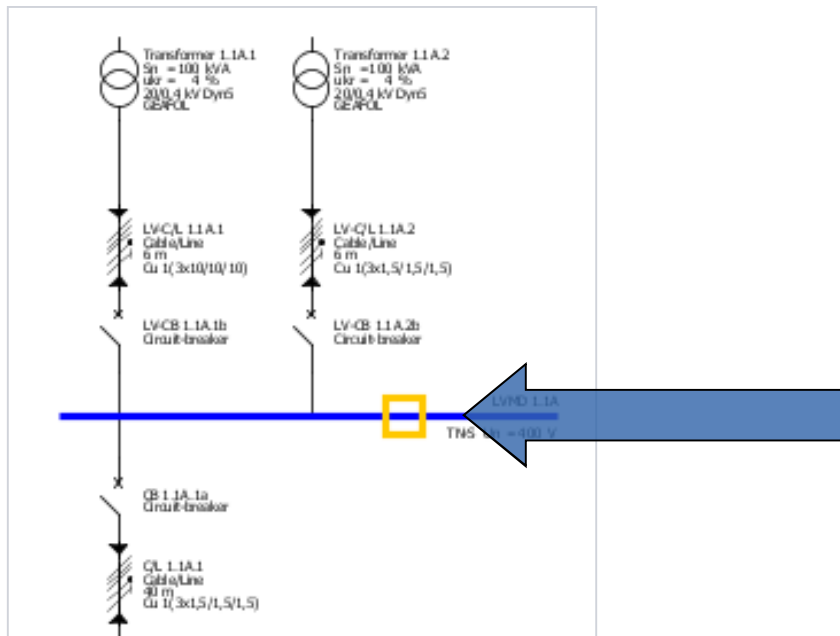 Transformer 1.1A.1
Sn =100 kVA
ukr = 4 %
20/0,4 kV Dyn5
GEAFOL
Transformer 1.1A.2
Sn =100 kVA
ukr = 4 %
20/0,4 kV Dyn5
GEAFOL
LV-C/L 1.1A.1
Cable/Line
6 m
Cu 1(3x10/10/10)
LV-C/L 1.1A.2
Cable/Line
6 m
Cu 1(3x1,5/1,5/1,5)
LV-CB 1.1A.1b
Circuit-breaker
LV-CB 1.1A.2b
Circuit-breaker
LVMD 1.1A
TN-S Un = 400 V
CB 1.1A.1a
Circuit-breaker
C/L 1.1A.1
Cable/Line
40 m
Cu 1(3x1,5/1,5/1,5)